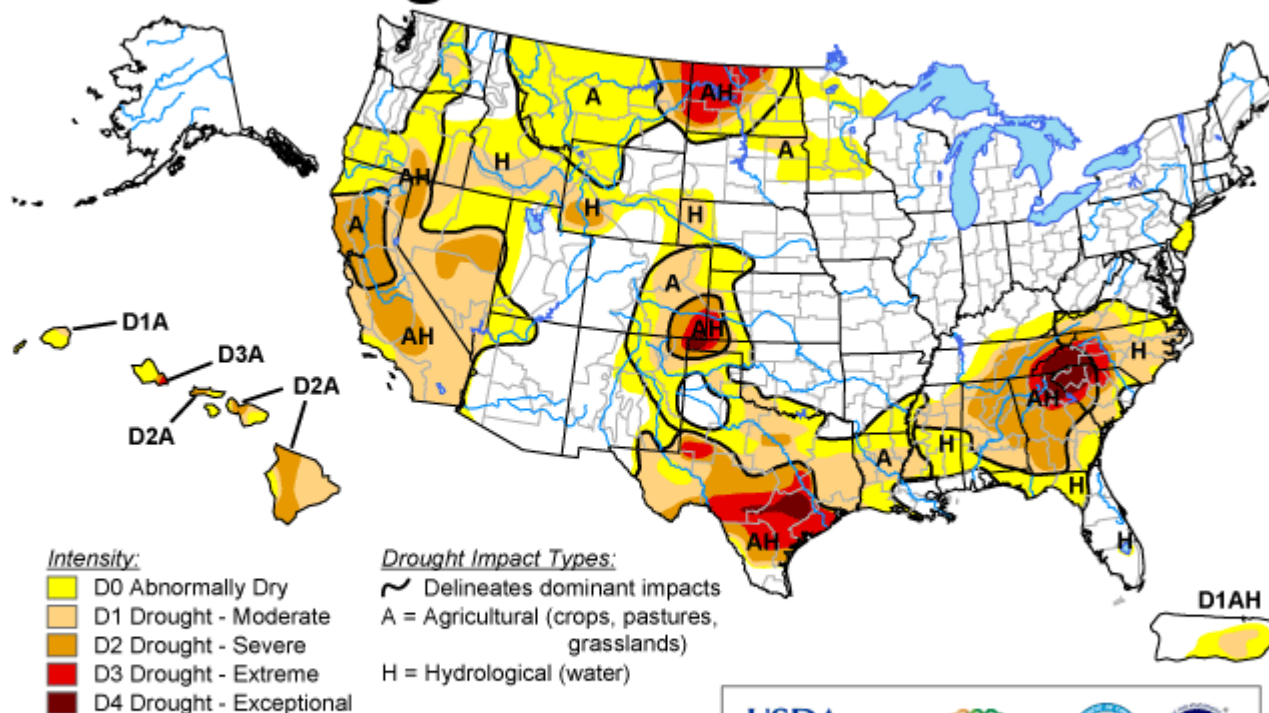 A
AH
A
H
AH
H
H
A
A
AH
AH
AH
H
AH
A
H
H
H
AH
D1A
D3A
D2A
D2A
D1AH
Intensity:
D0 Abnormally Dry
D1 Drought - Moderate
D2 Drought - Severe
D3 Drought - Extreme
D4 Drought - Exceptional
Drought Impact Types:
Delineates dominant impacts
A = Agricultural (crops, pastures,
grasslands)
H = Hydrological (water)
USDA